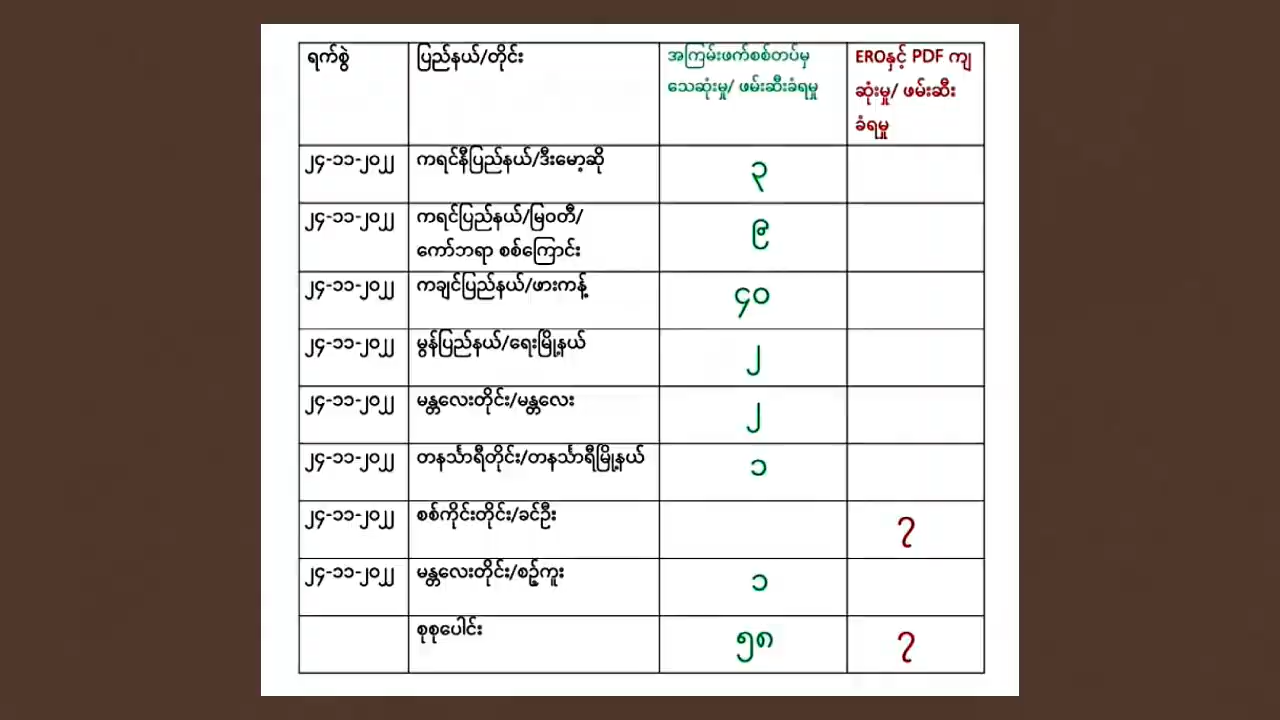 ရက်စွဲ
ပြည်နယ်/တိုင်း
အကြမ်းဖက်စစ်တပ်မှ
သေဆုံးမှု/ ဖမ်းဆီးခံရမှု
EROနှင့် PDF ကျ
ဆုံးမှု/ ဖမ်းဆီး
ခံရမှု
၂၄-၁၁-၂၀၂၂
ကရင်နီပြည်နယ်/ဒီးမော့ဆို
၃
၂၄-၁၁-၂၀၂၂
ကရင်ပြည်နယ်/မြဝတီ/
ကော်ဘရာ စစ်ကြောင်း
၉
၂၄-၁၁-၂၀၂၂
ကချင်ပြည်နယ်/ဖားကန့်
၄၀
၂၄-၁၁-၂၀၂၂
မွန်ပြည်နယ်/ရေးမြို့နယ်
၂
၂၄-၁၁-၂၀၂၂
မန္တလေးတိုင်း/မန္တလေး
၂
၂၄-၁၁-၂၀၂၂
တနင်္သာရီတိုင်း/တနင်္သာရီမြို့နယ်
၁
၂၄-၁၁-၂၀၂၂
စစ်ကိုင်းတိုင်း/ခင်ဦး
၇
၂၄-၁၁-၂၀၂၂
မန္တလေးတိုင်း/စဥ့်ကူး
၁
စုစုပေါင်း
၅၈
၇